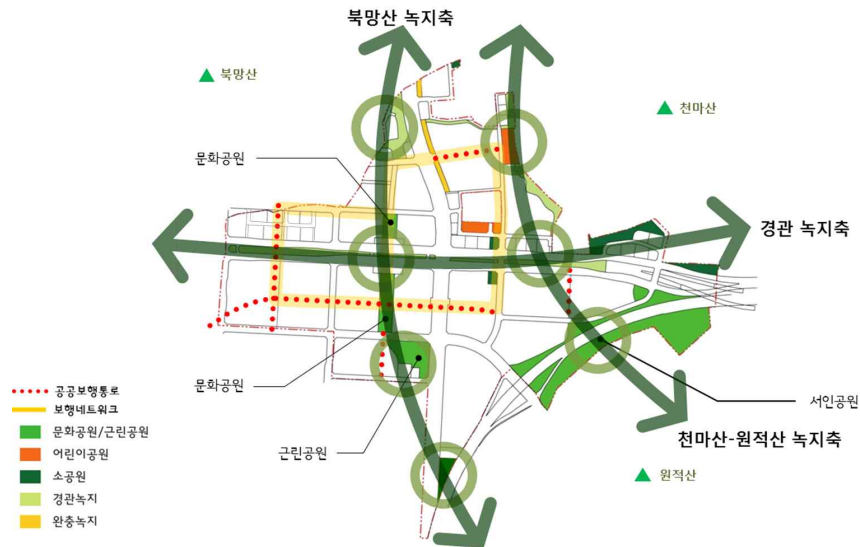 북망산 녹지축
북망산
천마산
문화공원
경관 녹지축
문화공원
서인공원
근린공원
천마산-원적산 녹지축
원적산
공공보행통로
보행네트워크
문화공원/근린공원
어린이공원
소공원
경관녹지
완충녹지